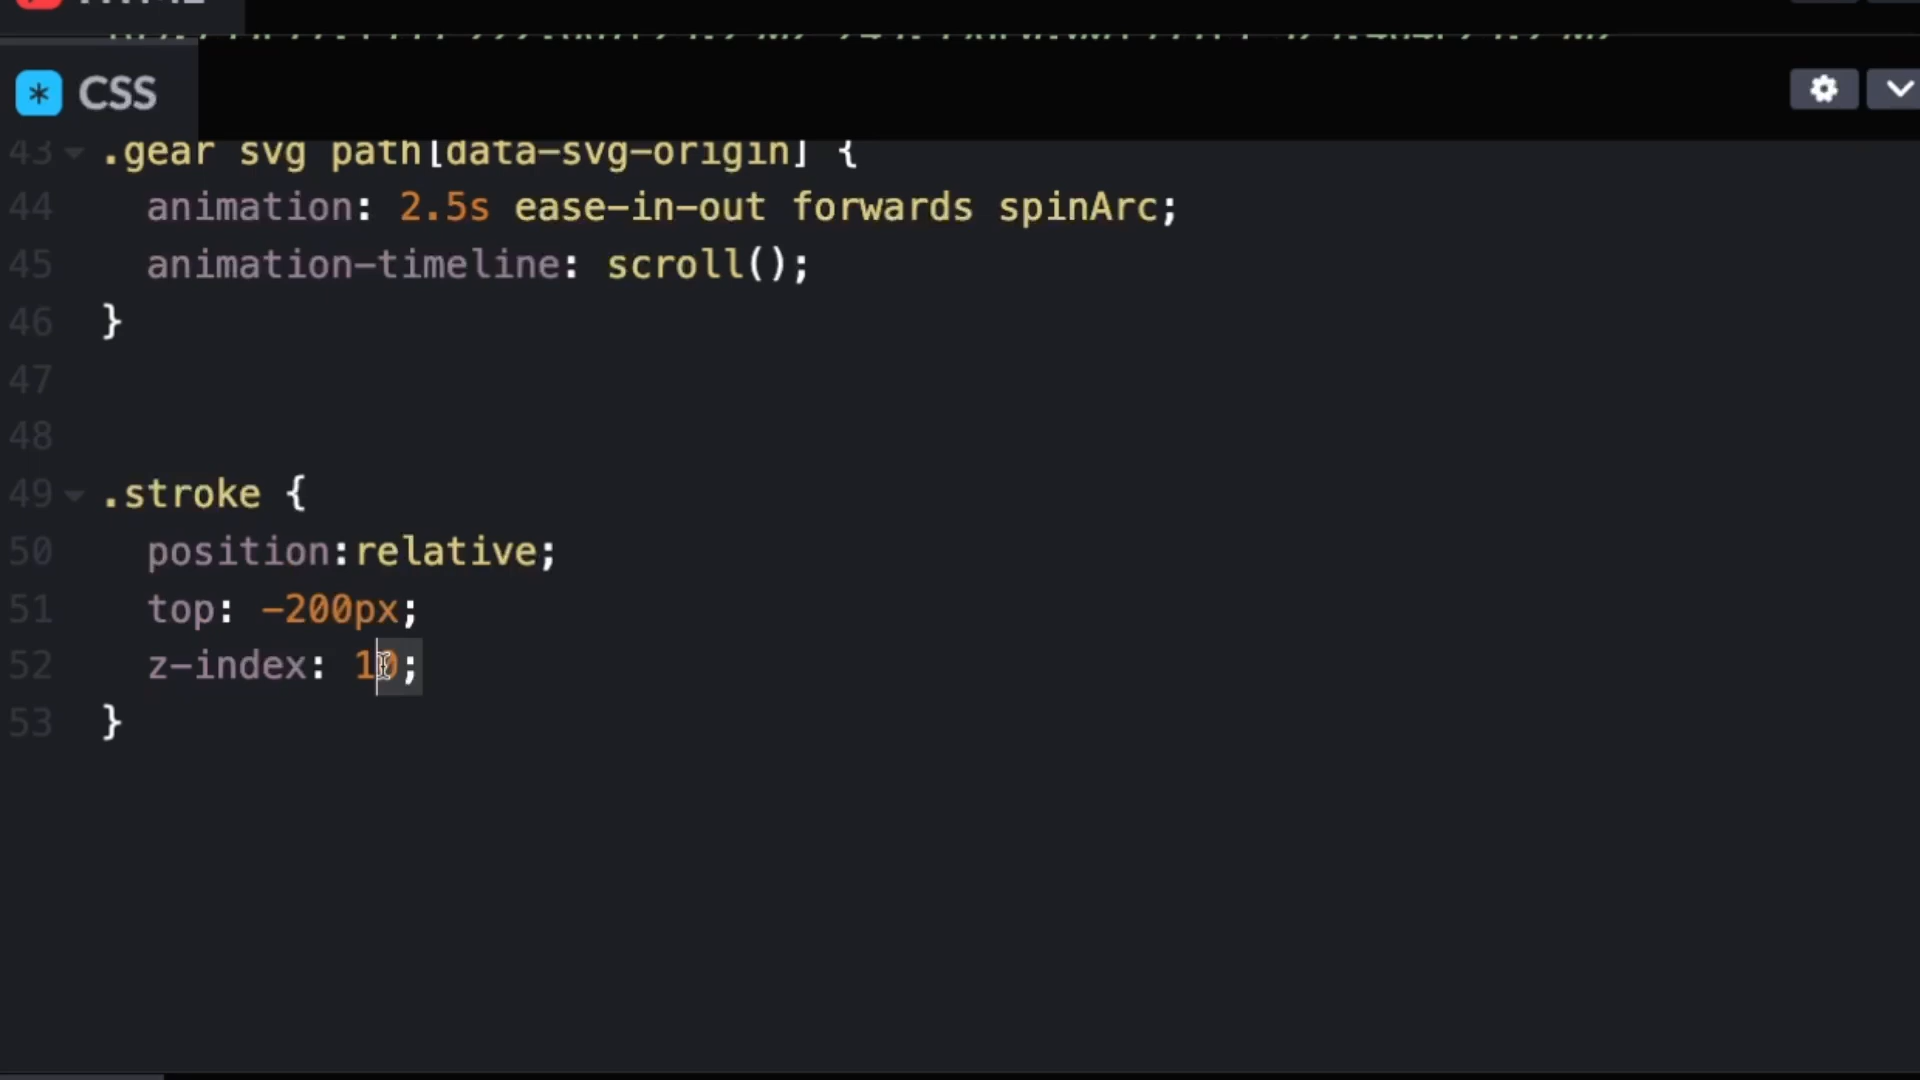 CSS
43 .gear svg path[data-svg-origin] {
44 animation: 2.5s ease-in-out forwards spinArc;
45 animation-timeline: scroll();
46 }
47
48
49 .stroke {
50 position:relative;
51 top: -200px;
52 z-index: 10;
53 }